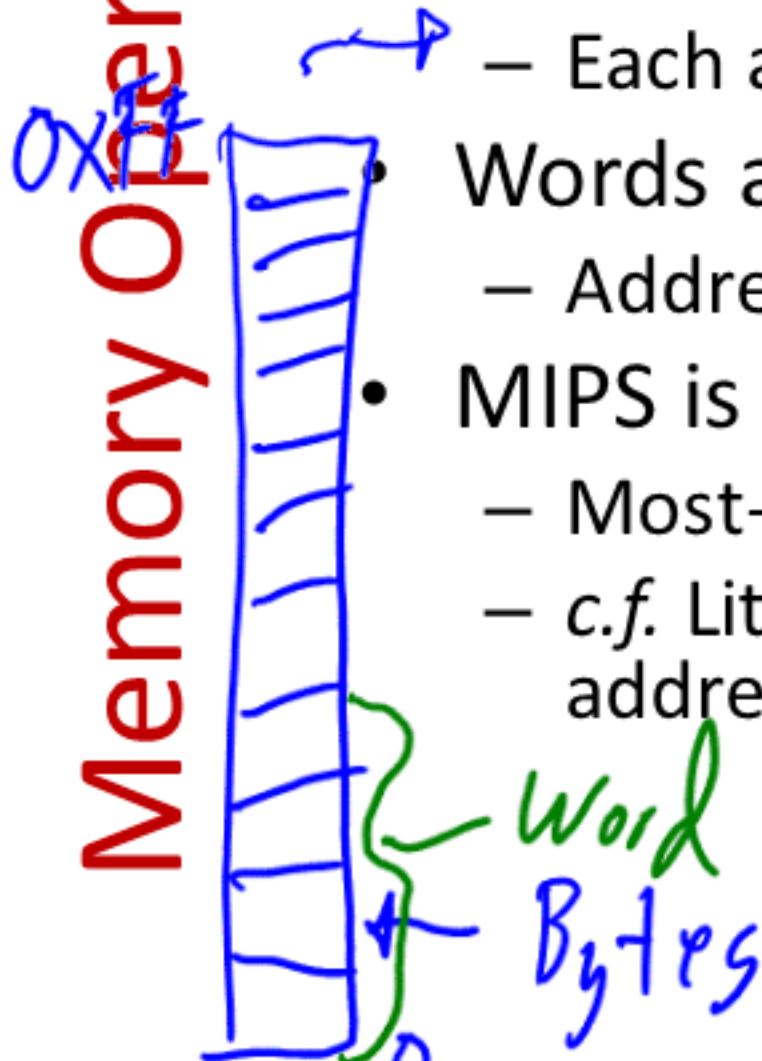 Memory Oper
0xFF
– Each a
• Words a
– Addre
• MIPS is
– Most-
– c.f. Lit
addre
Word
Bytes